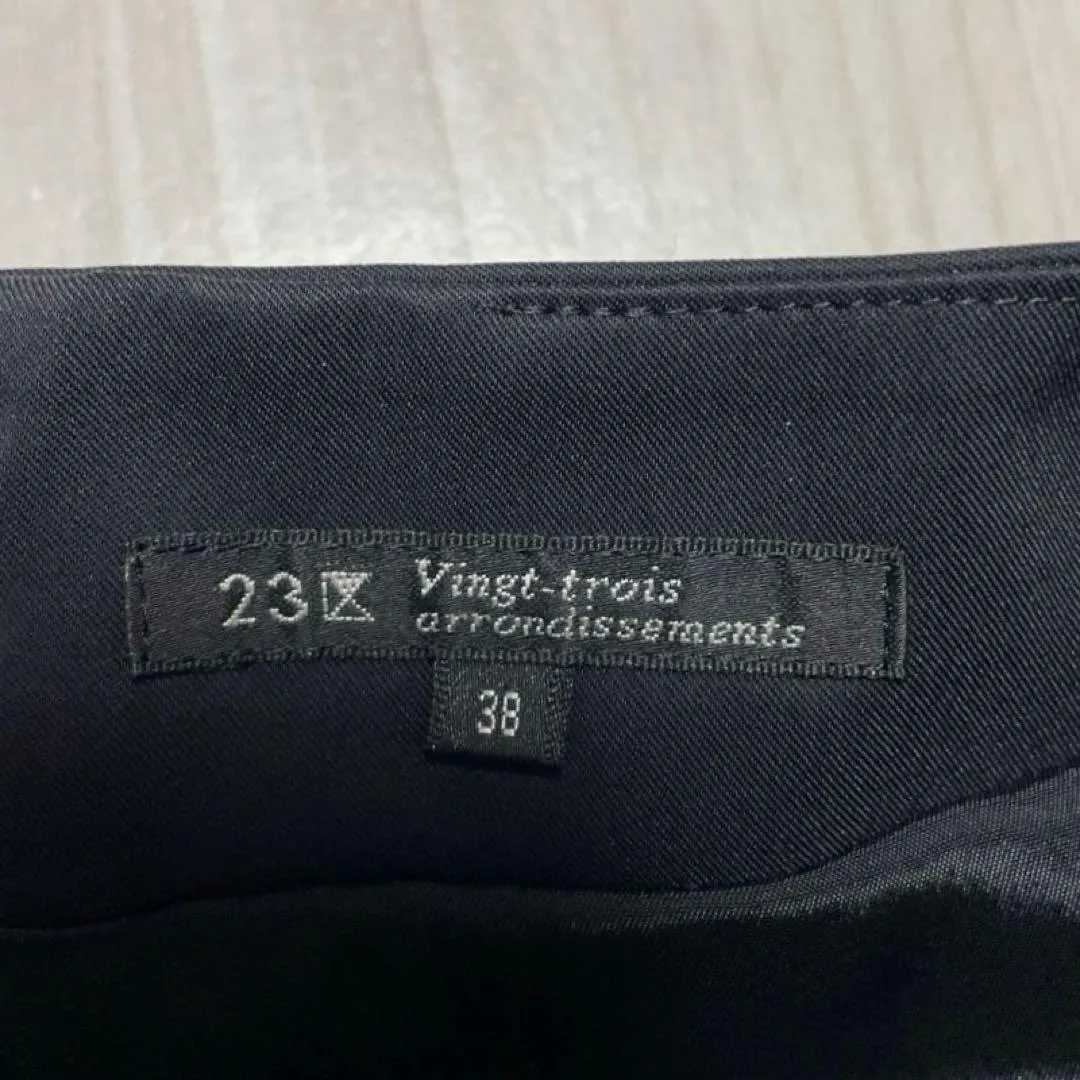 23区
Vingt-trois
arrondissements
38